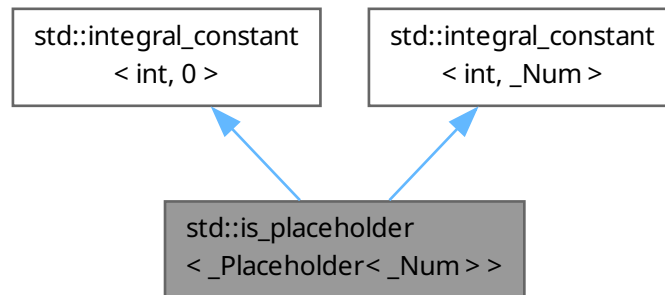 std::integral_constant
< int, 0 >
std::integral_constant
< int, _Num >
std::is_placeholder
< _Placeholder< _Num > >